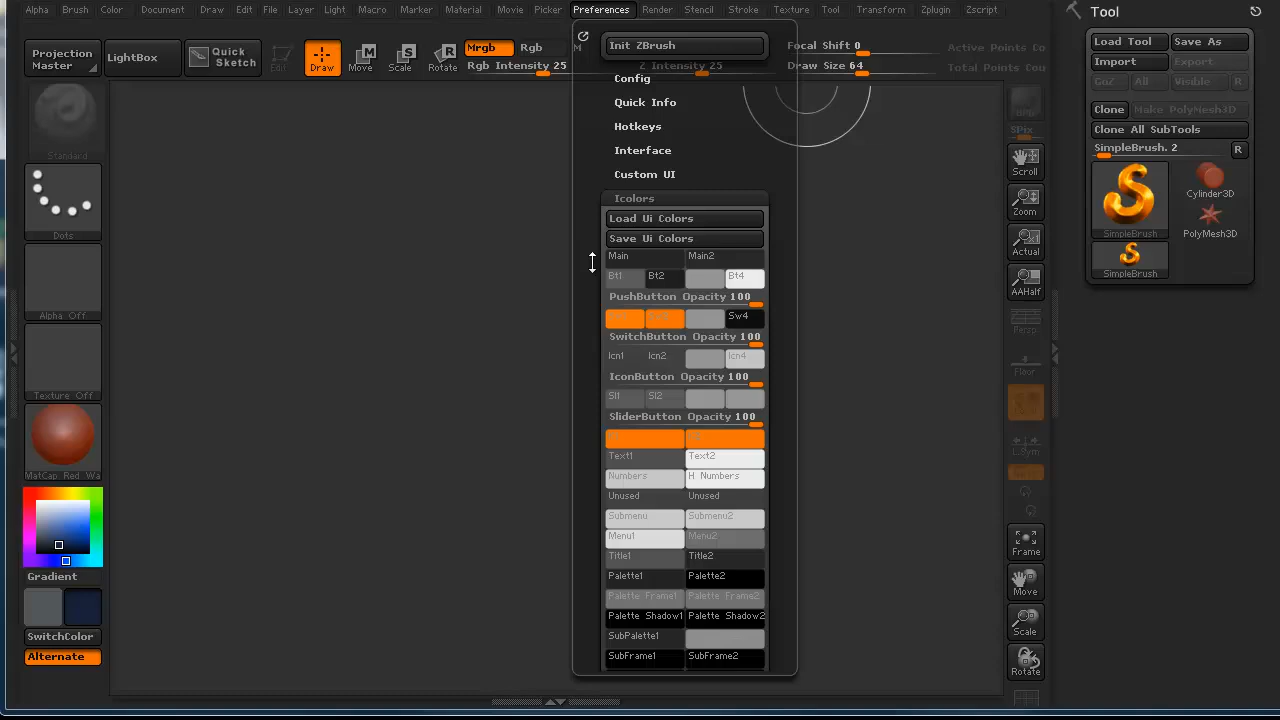 Alpha Brush Color Document Draw Edit File Layer Light Macro Marker Material Movie Picker Preferences Render Stencil Stroke Texture Tool Transform Zplugin Zscript
Projection Master
LightBox
Quick Sketch
Edit
Draw
Move
Scale
Rotate
Mrgb
Rgb
M
Rgb Intensity 25
Z Intensity 25
Focal Shift 0
Draw Size 64
Active Points Co
Total Points Cou
Init ZBrush
Config
Quick Info
Hotkeys
Interface
Custom UI
Icolors
Load Ui Colors
Save Ui Colors
Main Main2
Bt1 Bt2 Bt4
PushButton Opacity 100
Sw4
SwitchButton Opacity 100
Icn1 Icn2 Icn4
IconButton Opacity 100
Sl1 Sl2
SliderButton Opacity 100
Text1 Text2
Numbers H Numbers
Unused Unused
Submenu Submenu2
Menu1 Menu2
Title1 Title2
Palette1 Palette2
Palette Frame1 Palette Frame2
Palette Shadow1 Palette Shadow2
SubPalette1
SubFrame1 SubFrame2
Standard
Dots
Alpha Off
Texture Off
MatCap Red Wa
Gradient
SwitchColor
Alternate
BPR
SPix
Scroll
Zoom
Actual
AAHalf
Persp
Floor
L.Sym
Frame
Move
Scale
Rotate
Tool
Load Tool Save As
Import Export
GoZ All Visible R
Clone Make PolyMesh3D
Clone All SubTools
SimpleBrush. 2 R
SimpleBrush
Cylinder3D
PolyMesh3D
SimpleBrush